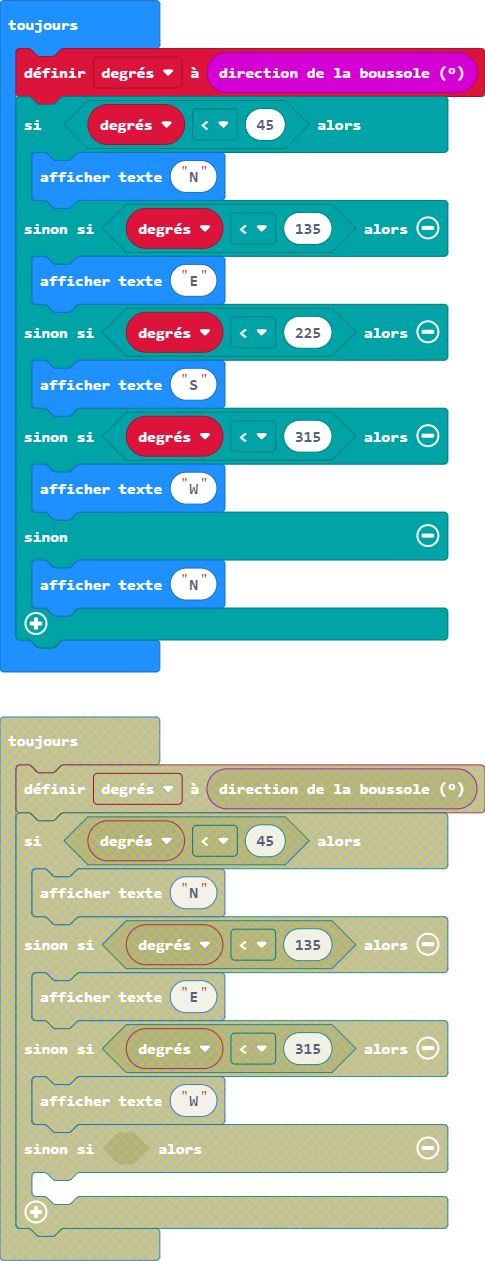 toujours
définir degrés à direction de la boussole (°)
si degrés < 45 alors
afficher texte "N"
sinon si degrés < 135 alors
afficher texte "E"
sinon si degrés < 225 alors
afficher texte "S"
sinon si degrés < 315 alors
afficher texte "W"
sinon
afficher texte "N"
toujours
définir degrés à direction de la boussole (°)
si degrés < 45 alors
afficher texte "N"
sinon si degrés < 135 alors
afficher texte "E"
sinon si degrés < 315 alors
afficher texte "W"
sinon si alors